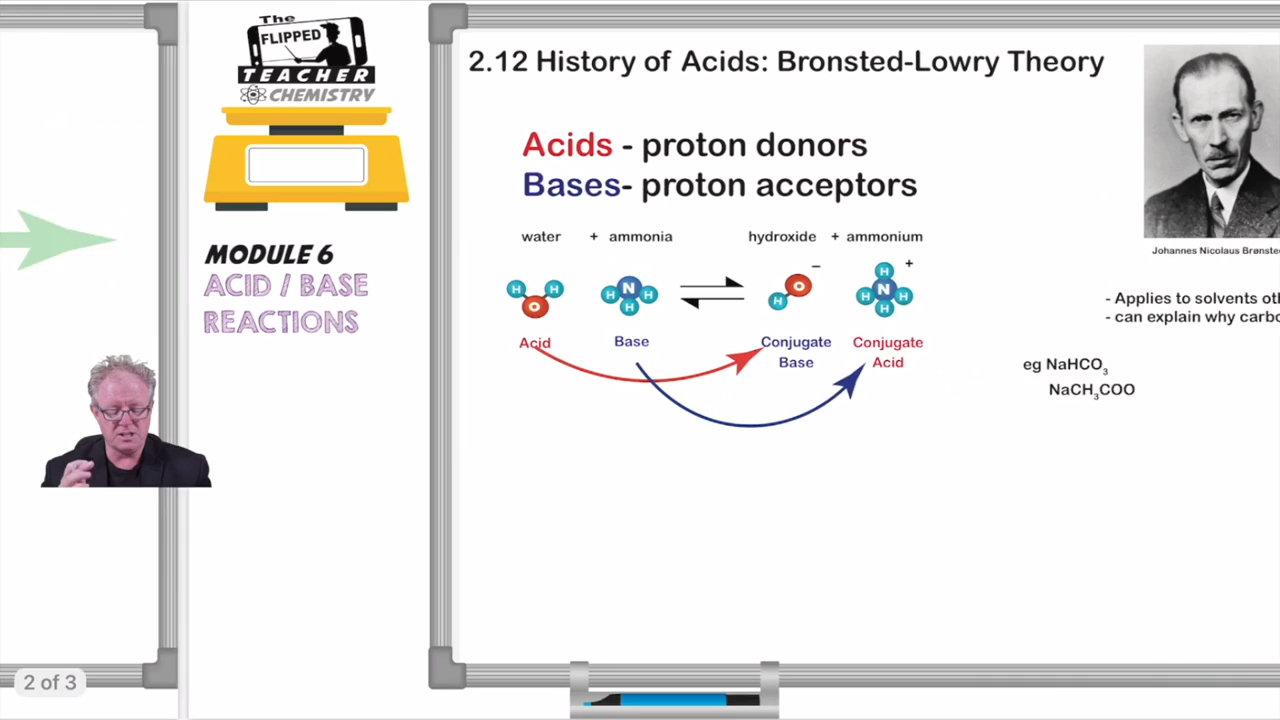 The
FLIPPED
TEACHER
CHEMISTRY
MODULE 6
ACID / BASE
REACTIONS
2.12 History of Acids: Bronsted-Lowry Theory
Acids - proton donors
Bases- proton acceptors
water + ammonia hydroxide + ammonium
H H O
H N H H
H O −
H H N H H +
Acid Base Conjugate Base Conjugate Acid
Johannes Nicolaus Brønste
- Applies to solvents ot
- can explain why carbo
eg NaHCO₃
NaCH₃COO
2 of 3